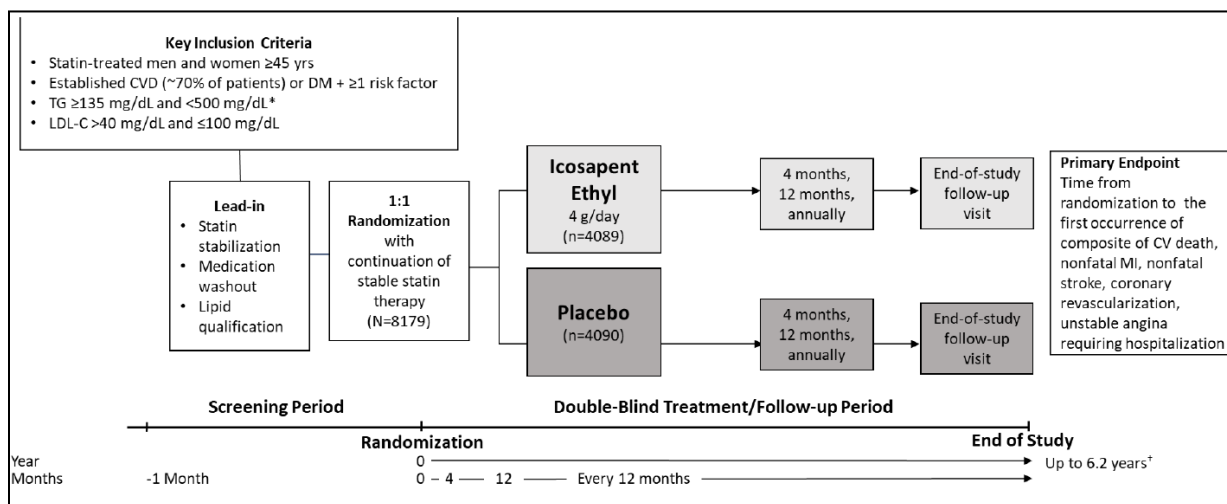 Key Inclusion Criteria
• Statin-treated men and women ≥45 yrs
• Established CVD (~70% of patients) or DM + ≥1 risk factor
• TG ≥135 mg/dL and <500 mg/dL*
• LDL-C >40 mg/dL and ≤100 mg/dL
Lead-in
• Statin
stabilization
• Medication
washout
• Lipid
qualification
1:1
Randomization
with
continuation of
stable statin
therapy
(N=8179)
Icosapent
Ethyl
4 g/day
(n=4089)
4 months,
12 months,
annually
End-of-study
follow-up
visit
Placebo
(n=4090)
4 months,
12 months,
annually
End-of-study
follow-up
visit
Primary Endpoint
Time from
randomization to the
first occurrence of
composite of CV death,
nonfatal MI, nonfatal
stroke, coronary
revascularization,
unstable angina
requiring hospitalization
Screening Period
Double-Blind Treatment/Follow-up Period
Randomization
End of Study
Year 0 Up to 6.2 years†
Months -1 Month 0 4 12 Every 12 months